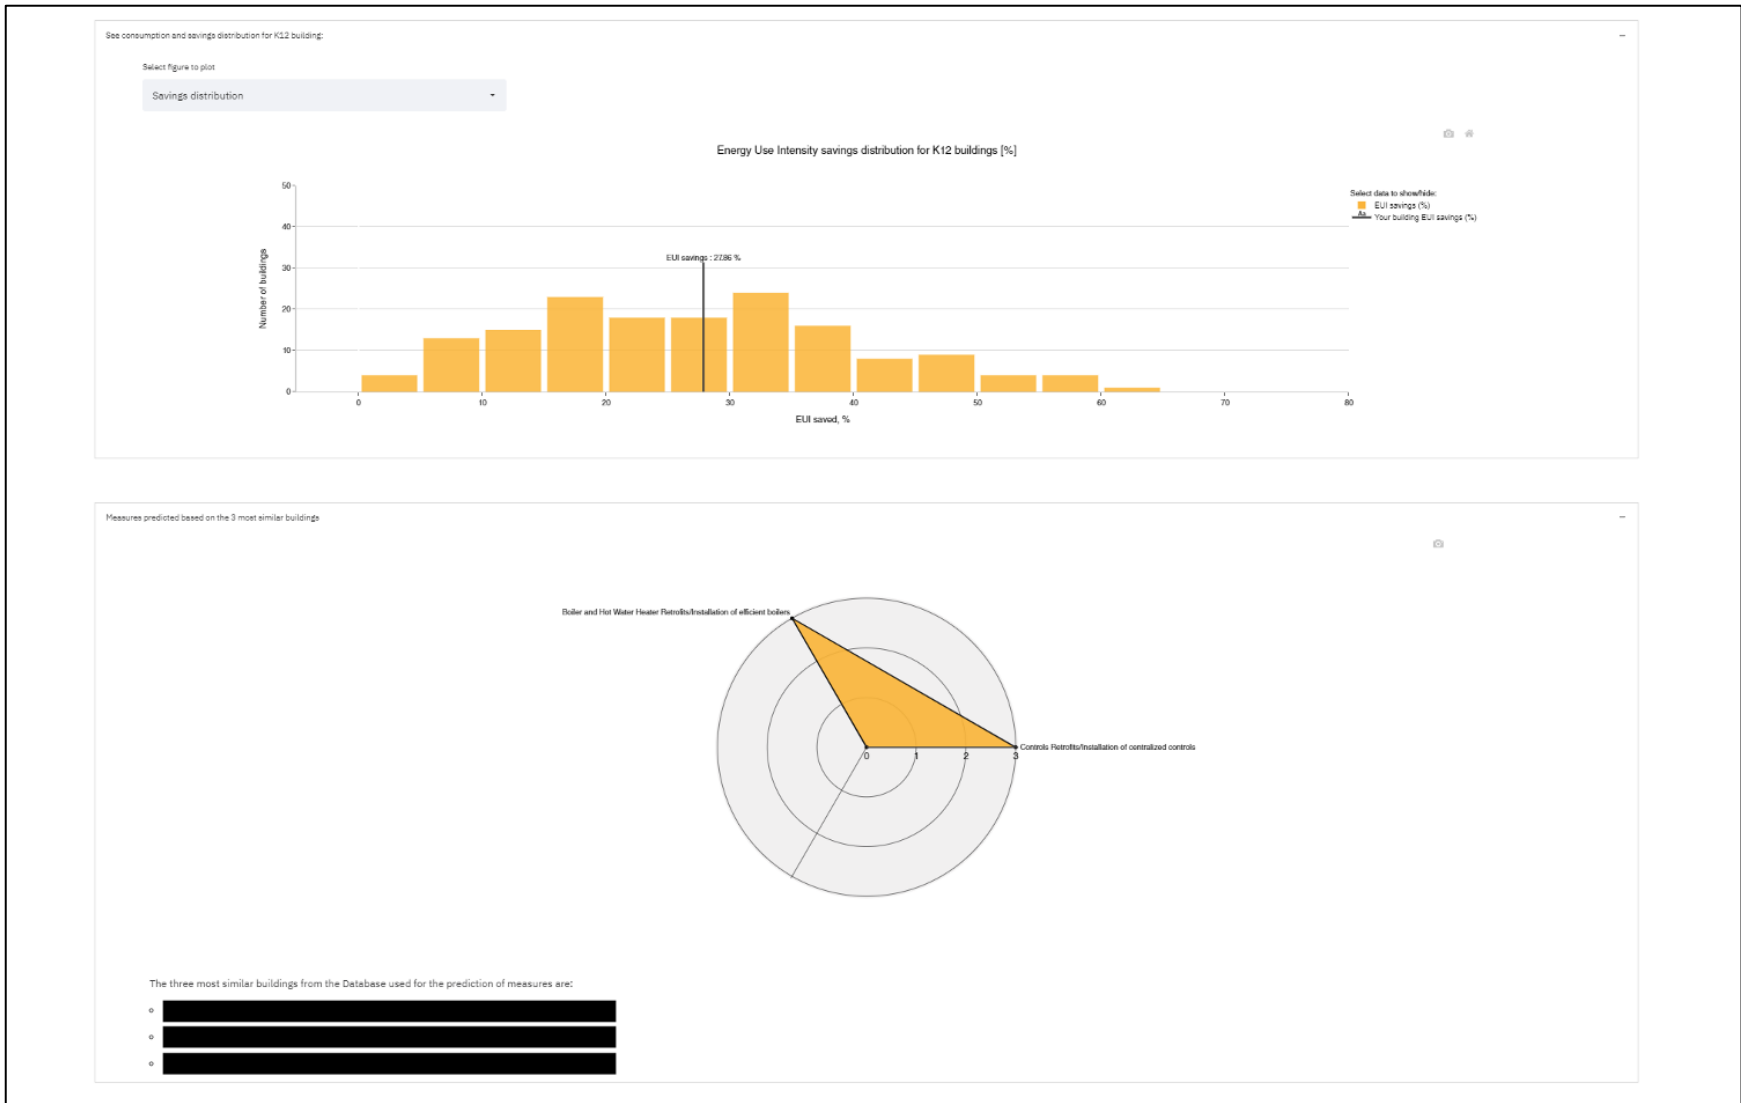 See consumption and savings distribution for K12 building:
Select figure to plot
Savings distribution
Energy Use Intensity savings distribution for K12 buildings [%]
Select data to show/hide:
EUI savings (%)
Aa
Your building EUI savings (%)
Number of buildings
50
40
30
20
10
0
EUI savings : 27.86 %
0 10 20 30 40 50 60 70 80
EUI saved, %
Measures predicted based on the 3 most similar buildings
Boiler and Hot Water Heater Retrofits/Installation of efficient boilers
Controls Retrofits/Installation of centralized controls
0 1 2 3
The three most similar buildings from the Database used for the prediction of measures are: